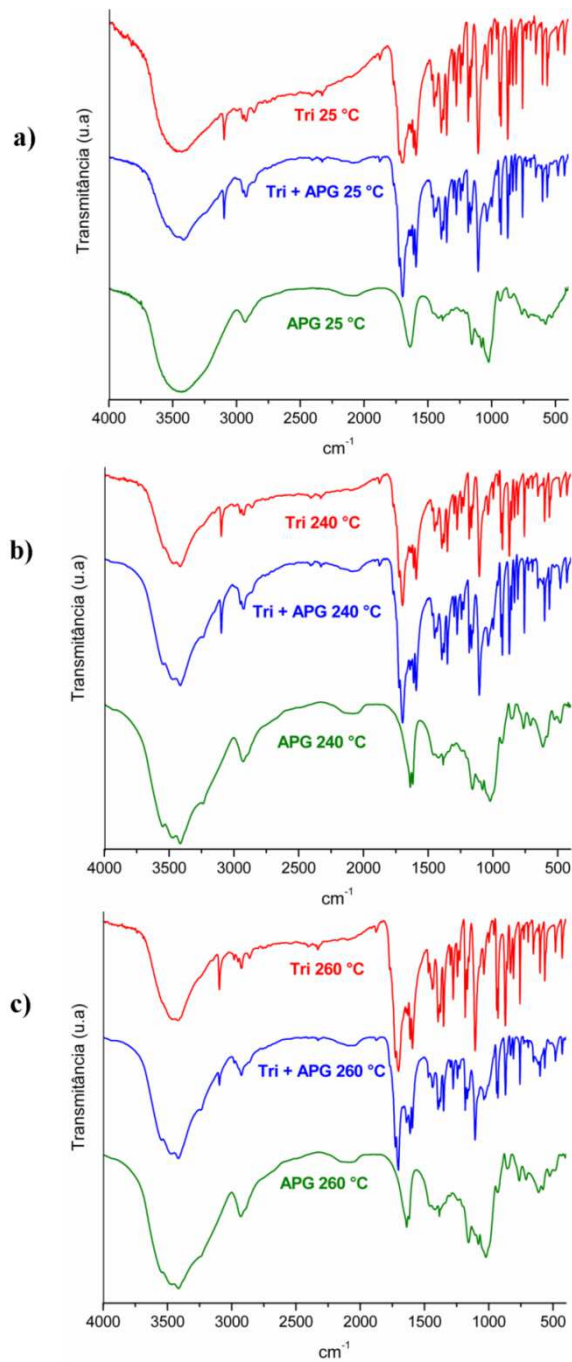 a)
Transmitância (u.a)
Tri 25 °C
Tri + APG 25 °C
APG 25 °C
4000 3500 3000 2500 2000 1500 1000 500
cm⁻¹
b)
Transmitância (u.a)
Tri 240 °C
Tri + APG 240 °C
APG 240 °C
4000 3500 3000 2500 2000 1500 1000 500
cm⁻¹
c)
Transmitância (u.a)
Tri 260 °C
Tri + APG 260 °C
APG 260 °C
4000 3500 3000 2500 2000 1500 1000 500
cm⁻¹